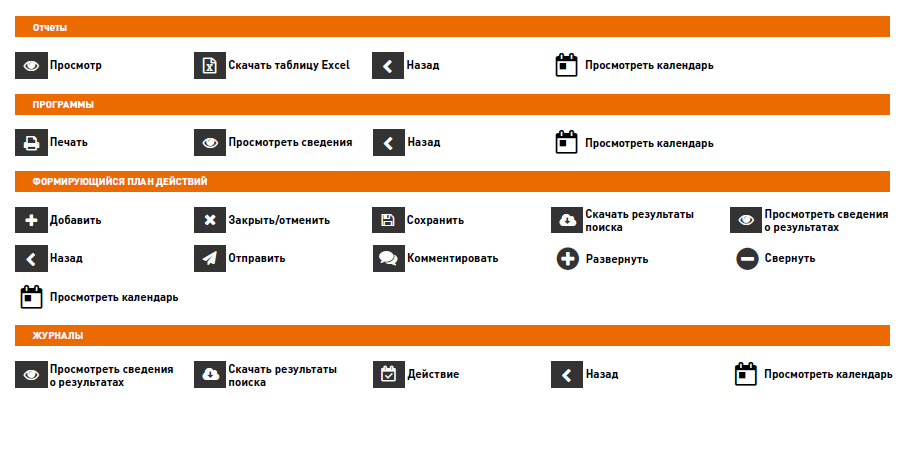 Отчеты
Просмотр
Скачать таблицу Excel
Назад
Просмотреть календарь
ПРОГРАММЫ
Печать
Просмотреть сведения
Назад
Просмотреть календарь
ФОРМИРУЮЩИЙСЯ ПЛАН ДЕЙСТВИЙ
Добавить
Закрыть/отменить
Сохранить
Скачать результаты
поиска
Просмотреть сведения
о результатах
Назад
Отправить
Комментировать
Развернуть
Свернуть
Просмотреть календарь
ЖУРНАЛЫ
Просмотреть сведения
о результатах
Скачать результаты
поиска
Действие
Назад
Просмотреть календарь